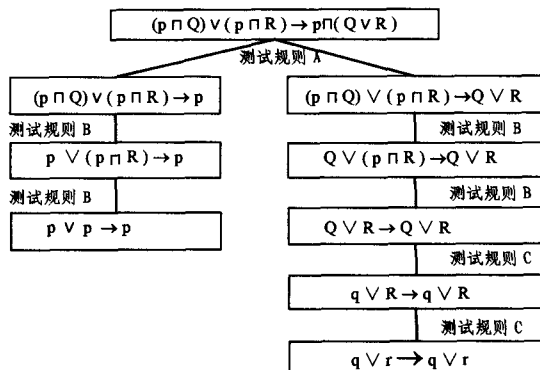 (p ⊓ Q) ∨ (p ⊓ R) → p⊓(Q ∨ R)
测试规则 A
(p ⊓ Q) ∨ (p ⊓ R) → p
(p ⊓ Q) ∨ (p ⊓ R) →Q ∨ R
测试规则 B
测试规则 B
p ∨ (p ⊓ R) → p
Q ∨ (p ⊓ R) →Q ∨ R
测试规则 B
测试规则 B
p ∨ p → p
Q ∨ R → Q ∨ R
测试规则 C
q ∨ R → q ∨ R
测试规则 C
q ∨ r → q ∨ r